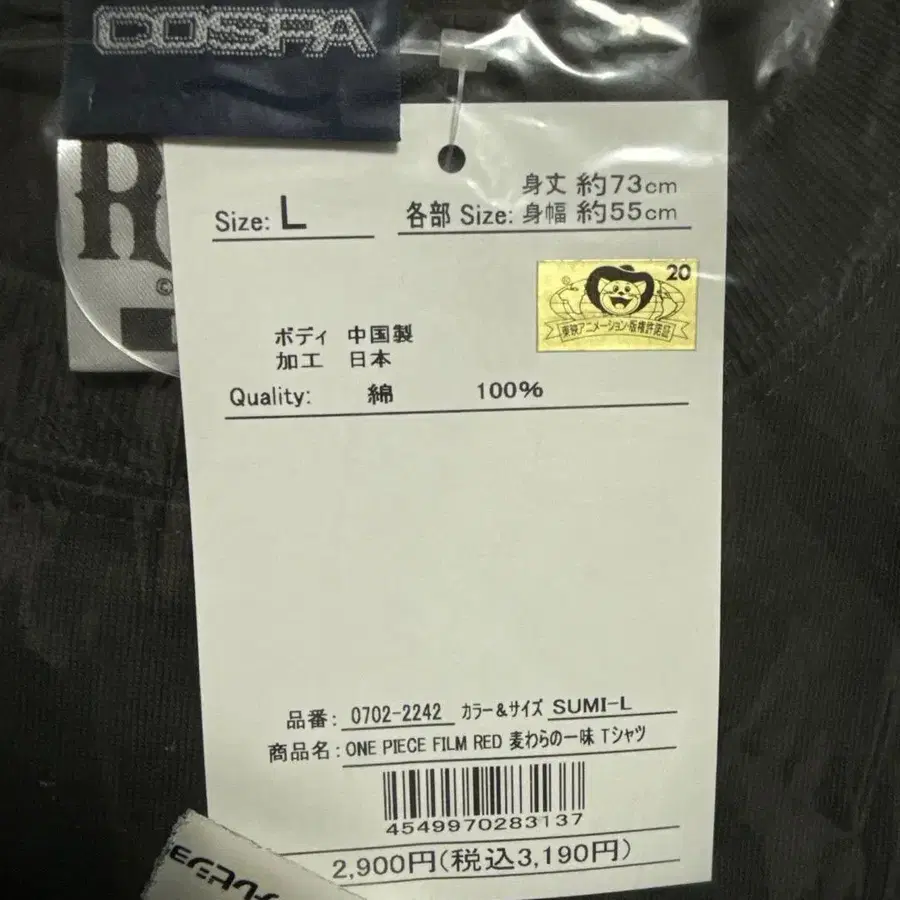 COSPA
R
©
Size: L
各部 Size: 身丈 約73cm
身幅 約55cm
20
東映アニメーション・版権許諾証
ボディ 中国製
加工 日本
Quality: 綿 100%
品番: 0702-2242 カラー&サイズ SUMI-L
商品名: ONE PIECE FILM RED 麦わらの一味 Tシャツ
4549970283137
2,900円(税込3,190円)